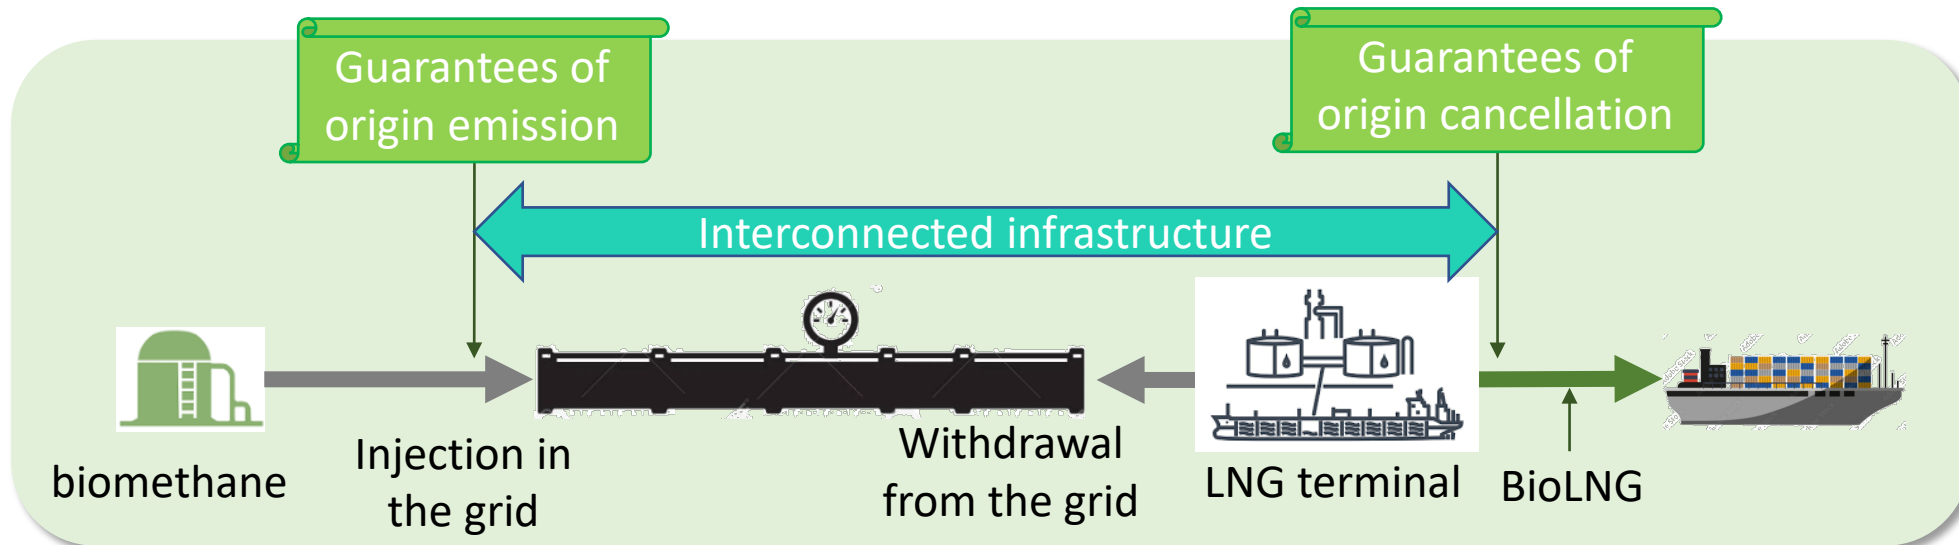 Guarantees of
origin emission
Guarantees of
origin cancellation
Interconnected infrastructure
biomethane
Injection in
the grid
Withdrawal
from the grid
LNG terminal
BioLNG